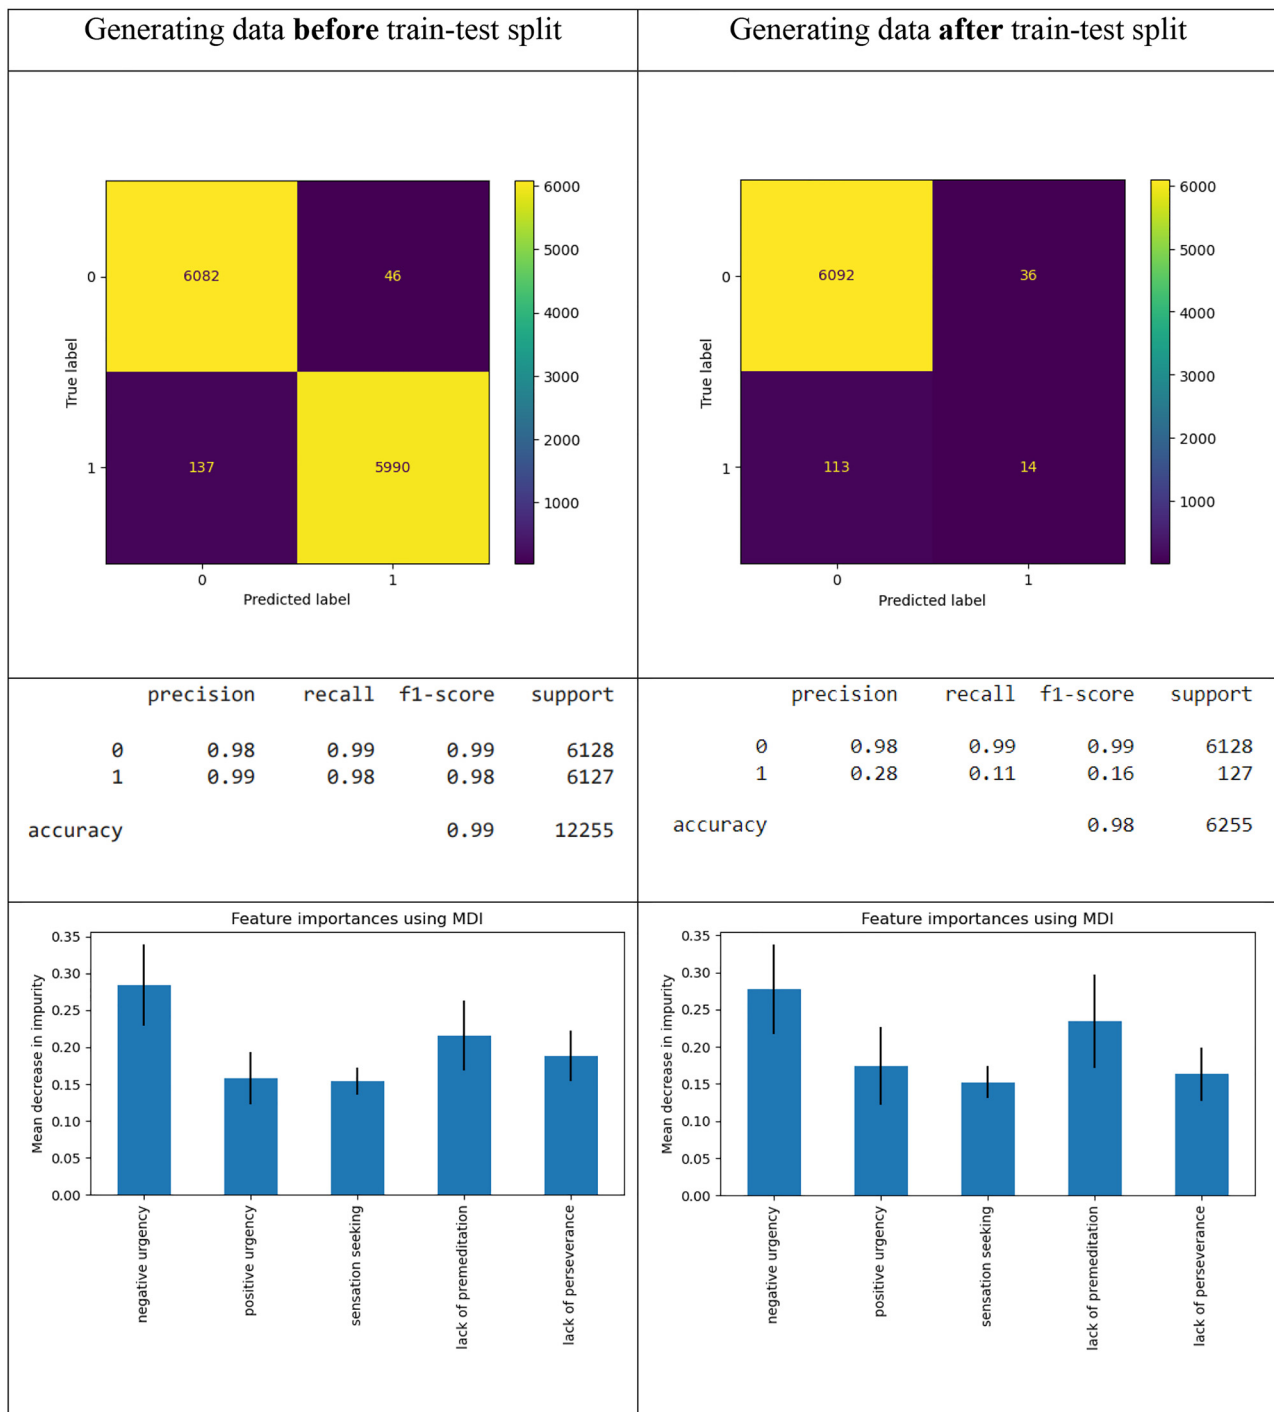 Generating data before train-test split
Generating data after train-test split
6000
5000
4000
3000
2000
1000
True label
0
1
6082
46
137
5990
0
1
Predicted label
6000
5000
4000
3000
2000
1000
True label
0
1
6092
36
113
14
0
1
Predicted label
precision recall f1-score support
0 0.98 0.99 0.99 6128
1 0.99 0.98 0.98 6127
accuracy 0.99 12255
precision recall f1-score support
0 0.98 0.99 0.99 6128
1 0.28 0.11 0.16 127
accuracy 0.98 6255
Feature importances using MDI
Mean decrease in impurity
0.35
0.30
0.25
0.20
0.15
0.10
0.05
0.00
negative urgency
positive urgency
sensation seeking
lack of premeditation
lack of perseverance
Feature importances using MDI
Mean decrease in impurity
0.35
0.30
0.25
0.20
0.15
0.10
0.05
0.00
negative urgency
positive urgency
sensation seeking
lack of premeditation
lack of perseverance